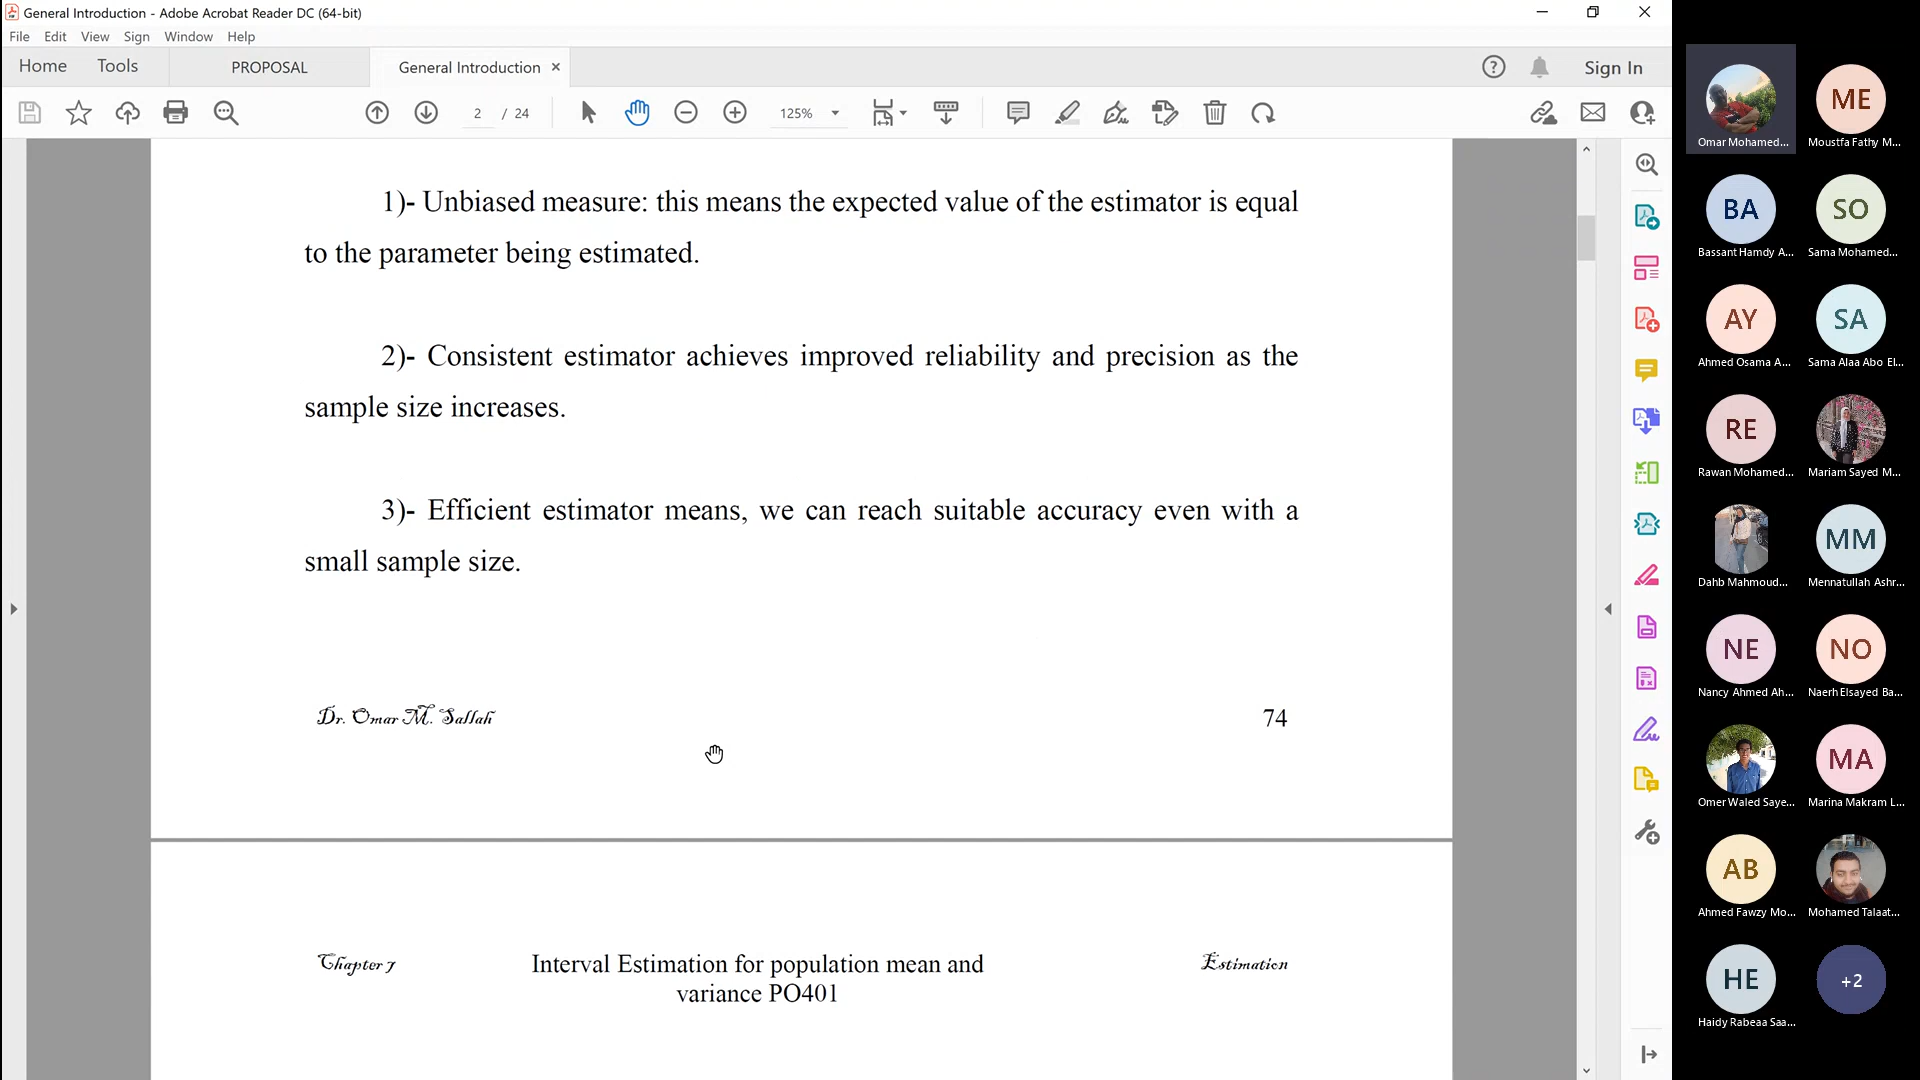 General Introduction - Adobe Acrobat Reader DC (64-bit)
File Edit View Sign Window Help
Home Tools PROPOSAL General Introduction × Sign In
2 / 24 125%
1)- Unbiased measure: this means the expected value of the estimator is equal
to the parameter being estimated.
2)- Consistent estimator achieves improved reliability and precision as the
sample size increases.
3)- Efficient estimator means, we can reach suitable accuracy even with a
small sample size.
Dr. Omar M. Sallah 74
Chapter 7 Interval Estimation for population mean and Estimation
variance PO401
Omar Mohamed...
ME
Moustfa Fathy M...
BA
Bassant Hamdy A...
SO
Sama Mohamed...
AY
Ahmed Osama A...
SA
Sama Alaa Abo El...
RE
Rawan Mohamed...
Mariam Sayed M...
Dahb Mahmoud...
MM
Mennatullah Ashr...
NE
Nancy Ahmed Ah...
NO
Naerh Elsayed Ba...
Omer Waled Saye...
MA
Marina Makram L...
AB
Ahmed Fawzy Mo...
Mohamed Talaat...
HE
Haidy Rabeaa Saa...
+2